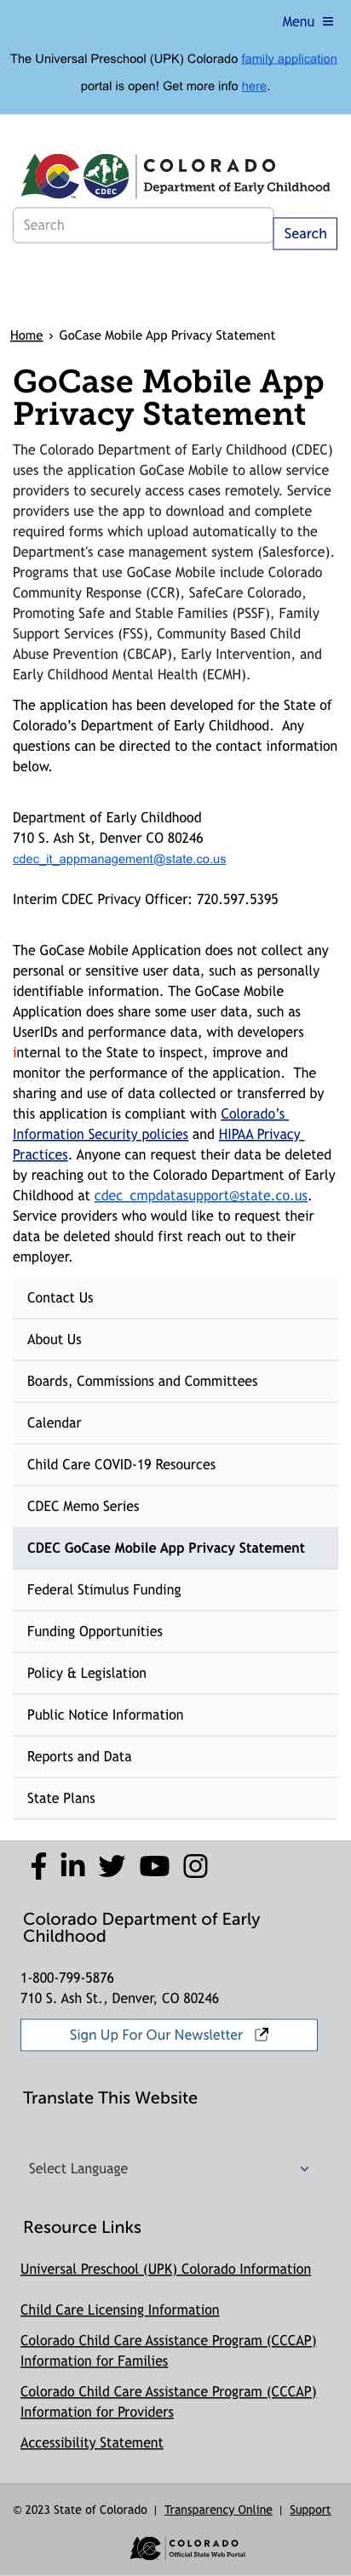 Menu ≡
The Universal Preschool (UPK) Colorado family application
portal is open! Get more info here.
C CDEC COLORADO
Department of Early Childhood
Search
Search
Home › GoCase Mobile App Privacy Statement
GoCase Mobile App
Privacy Statement
The Colorado Department of Early Childhood (CDEC)
uses the application GoCase Mobile to allow service
providers to securely access cases remotely. Service
providers use the app to download and complete
required forms which upload automatically to the
Department's case management system (Salesforce).
Programs that use GoCase Mobile include Colorado
Community Response (CCR), SafeCare Colorado,
Promoting Safe and Stable Families (PSSF), Family
Support Services (FSS), Community Based Child
Abuse Prevention (CBCAP), Early Intervention, and
Early Childhood Mental Health (ECMH).
The application has been developed for the State of
Colorado’s Department of Early Childhood.  Any
questions can be directed to the contact information
below.
Department of Early Childhood
710 S. Ash St, Denver CO 80246
cdec_it_appmanagement@state.co.us
Interim CDEC Privacy Officer: 720.597.5395
The GoCase Mobile Application does not collect any
personal or sensitive user data, such as personally
identifiable information. The GoCase Mobile
Application does share some user data, such as
UserIDs and performance data, with developers
internal to the State to inspect, improve and
monitor the performance of the application.  The
sharing and use of data collected or transferred by
this application is compliant with Colorado’s
Information Security policies and HIPAA Privacy
Practices. Anyone can request their data be deleted
by reaching out to the Colorado Department of Early
Childhood at cdec_cmpdatasupport@state.co.us.
Service providers who would like to request their
data be deleted should first reach out to their
employer.
Contact Us
About Us
Boards, Commissions and Committees
Calendar
Child Care COVID-19 Resources
CDEC Memo Series
CDEC GoCase Mobile App Privacy Statement
Federal Stimulus Funding
Funding Opportunities
Policy & Legislation
Public Notice Information
Reports and Data
State Plans
Colorado Department of Early
Childhood
1-800-799-5876
710 S. Ash St., Denver, CO 80246
Sign Up For Our Newsletter
Translate This Website
Select Language
Resource Links
Universal Preschool (UPK) Colorado Information
Child Care Licensing Information
Colorado Child Care Assistance Program (CCCAP)
Information for Families
Colorado Child Care Assistance Program (CCCAP)
Information for Providers
Accessibility Statement
© 2023 State of Colorado | Transparency Online | Support
COLORADO
Official State Web Portal